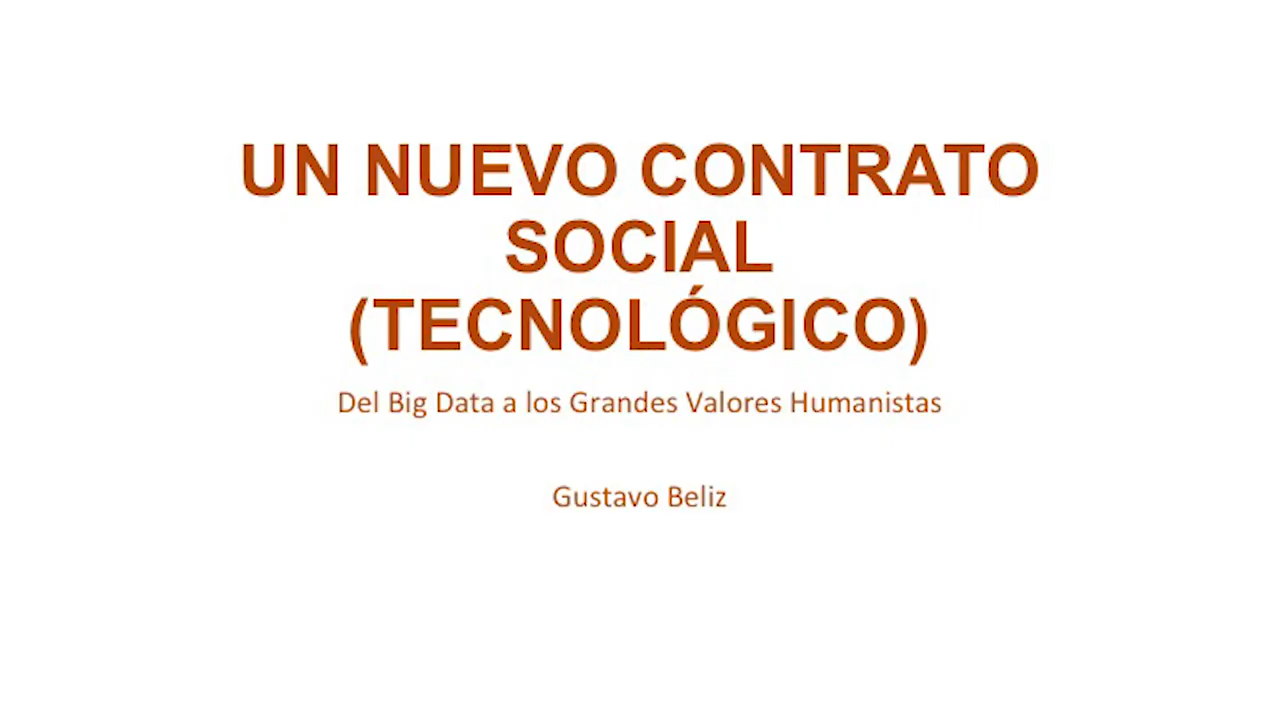 UN NUEVO CONTRATO
SOCIAL
(TECNOLÓGICO)
Del Big Data a los Grandes Valores Humanistas
Gustavo Beliz